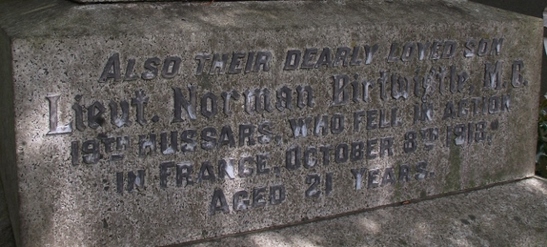 ALSO THEIR DEARLY LOVED SON
Lieut. Norman Birtwistle, M.C.
19TH HUSSARS, WHO FELL IN ACTION
IN FRANCE, OCTOBER 8TH 1918.
AGED 21 YEARS.